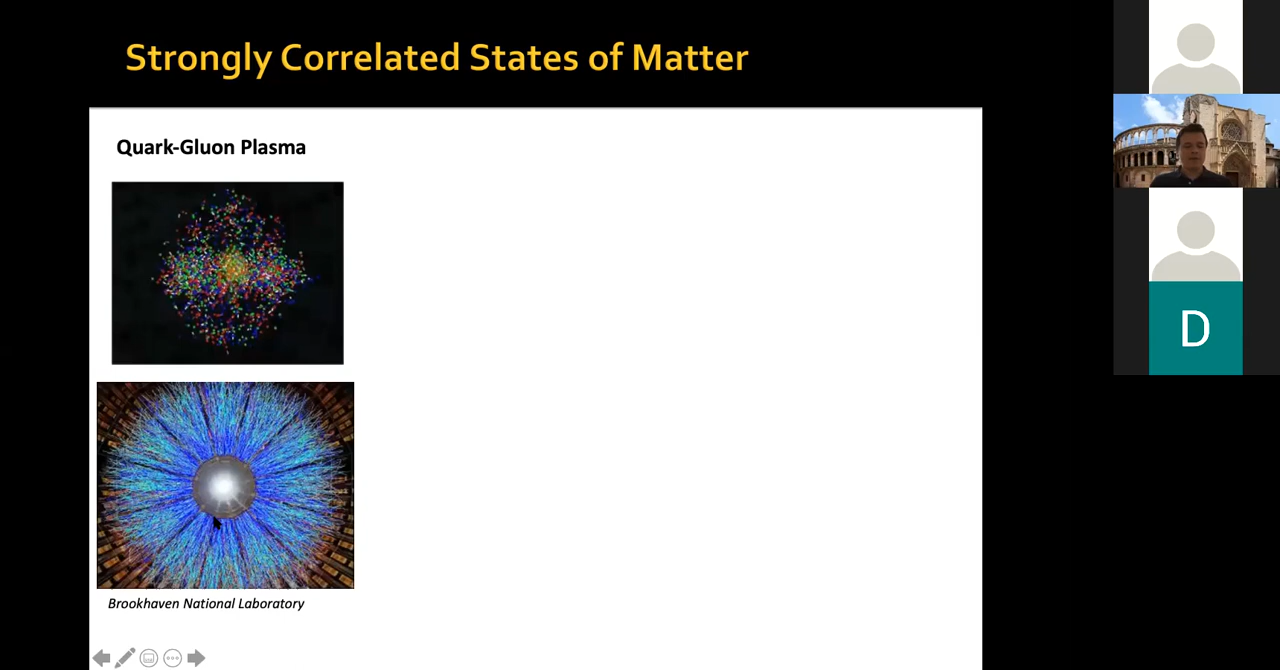 Strongly Correlated States of Matter
Quark-Gluon Plasma
Brookhaven National Laboratory
D